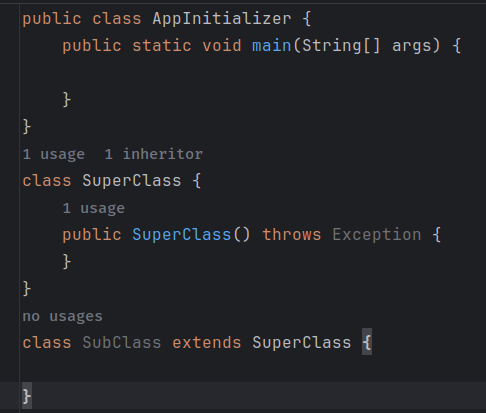 public class AppInitializer {
public static void main(String[] args) {
}
}
1 usage 1 inheritor
class SuperClass {
1 usage
public SuperClass() throws Exception {
}
}
no usages
class SubClass extends SuperClass {
}